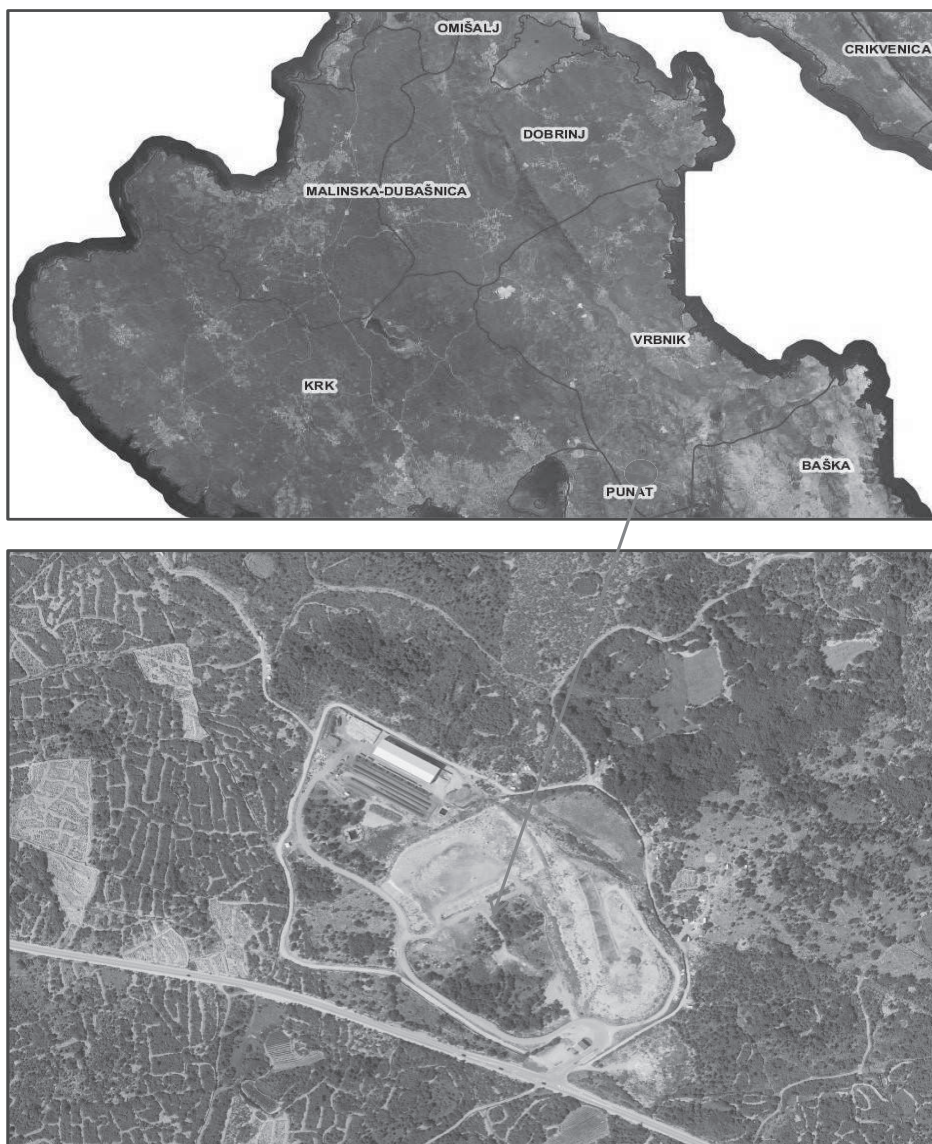 OMIŠALJ
CRIKVENICA
DOBRINJ
MALINSKA-DUBAŠNICA
VRBNIK
KRK
BAŠKA
PUNAT